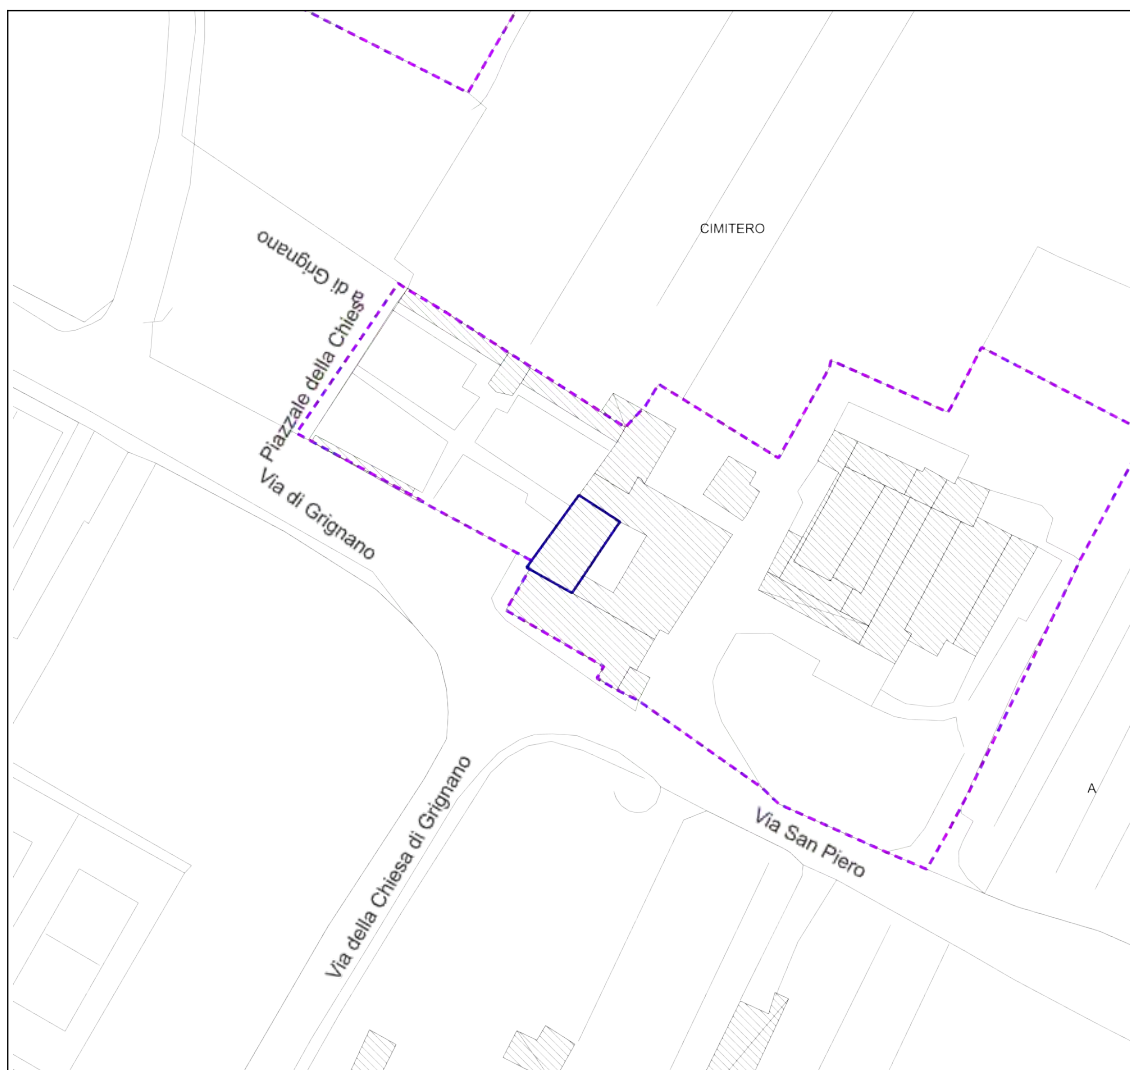 CIMITERO
Piazzale della Chiesa di Grignano
Via di Grignano
Via della Chiesa di Grignano
Via San Piero
A